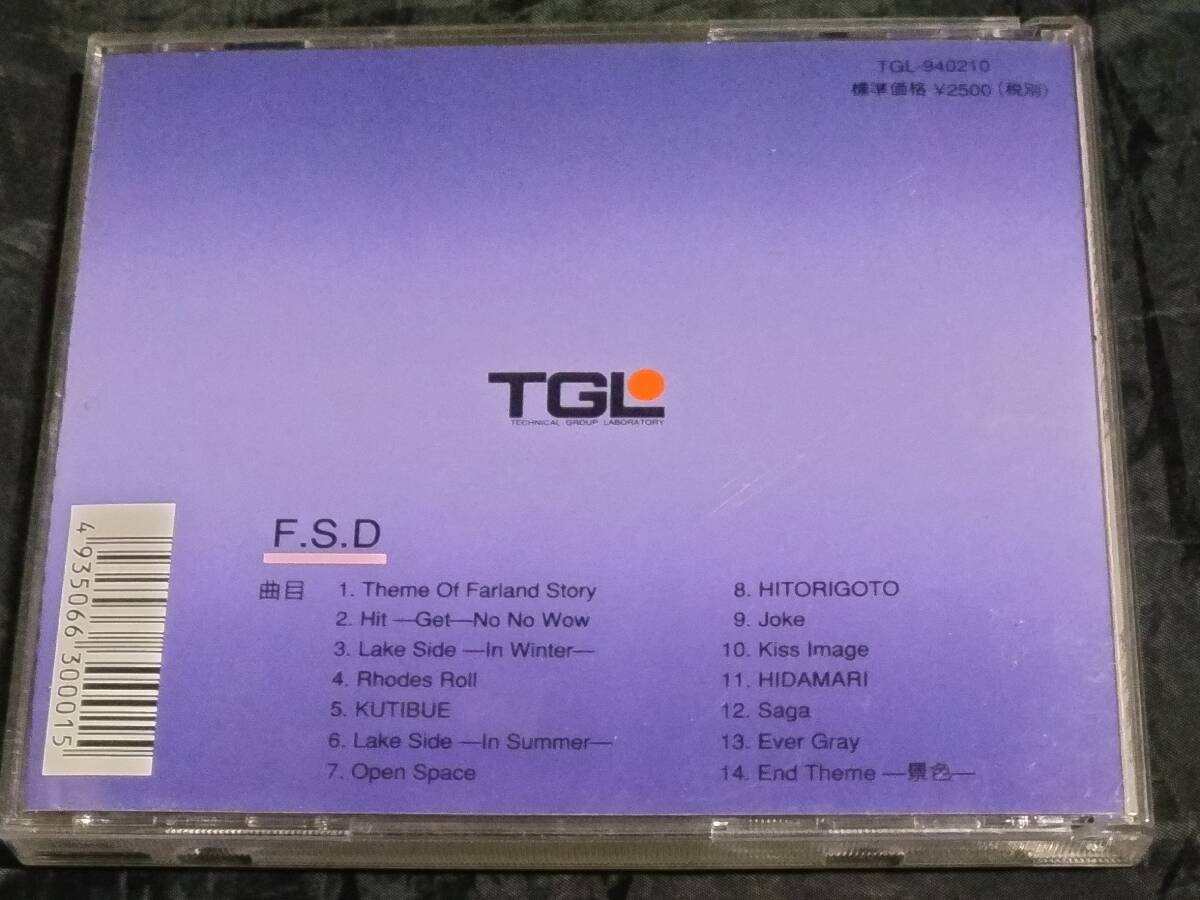 TGL-940210
標準価格 ¥2500 (税別)
TGL
TECHNICAL GROUP LABORATORY
F.S.D
曲目
1. Theme Of Farland Story
2. Hit —Get—No No Wow
3. Lake Side —In Winter—
4. Rhodes Roll
5. KUTIBUE
6. Lake Side —In Summer—
7. Open Space
8. HITORIGOTO
9. Joke
10. Kiss Image
11. HIDAMARI
12. Saga
13. Ever Gray
14. End Theme —景色—
4935066300015